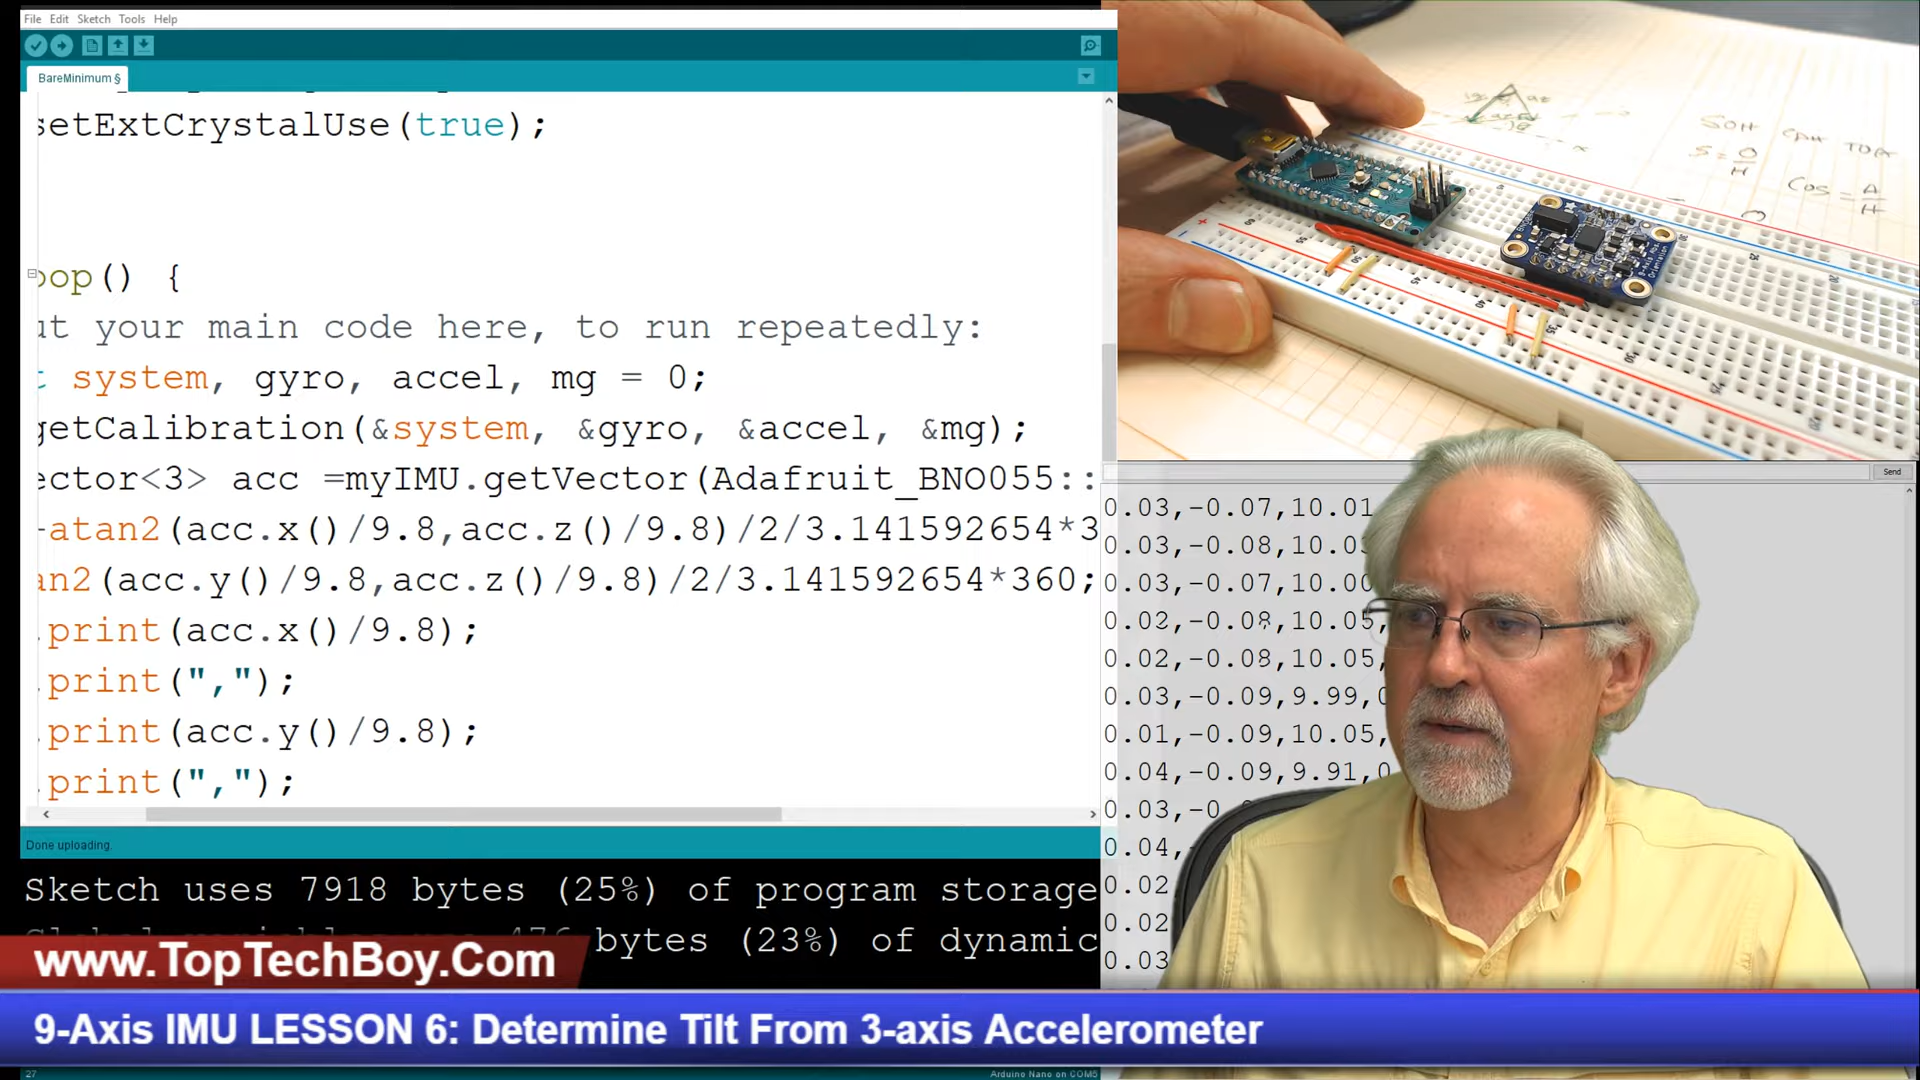 File Edit Sketch Tools Help
BareMinimum §
setExtCrystalUse(true);
oop() {
ut your main code here, to run repeatedly:
t system, gyro, accel, mg = 0;
getCalibration(&system, &gyro, &accel, &mg);
ector<3> acc =myIMU.getVector(Adafruit_BNO055::
-atan2(acc.x()/9.8,acc.z()/9.8)/2/3.141592654*3
an2(acc.y()/9.8,acc.z()/9.8)/2/3.141592654*360;
.print(acc.x()/9.8);
.print(",");
.print(acc.y()/9.8);
.print(",");
Done uploading.
Sketch uses 7918 bytes (25%) of program storage
bytes (23%) of dynamic
SOH CAH TOA
Cos = A
H
Send
0.03,-0.07,10.01
0.03,-0.08,10.03
0.03,-0.07,10.00
0.02,-0.08,10.05,
0.02,-0.08,10.05,
0.03,-0.09,9.99,0
0.01,-0.09,10.05,
0.04,-0.09,9.91,0
0.03,-0
0.04,
0.02
0.02
0.03
www.TopTechBoy.Com
9-Axis IMU LESSON 6: Determine Tilt From 3-axis Accelerometer
27
Arduino Nano on COM5